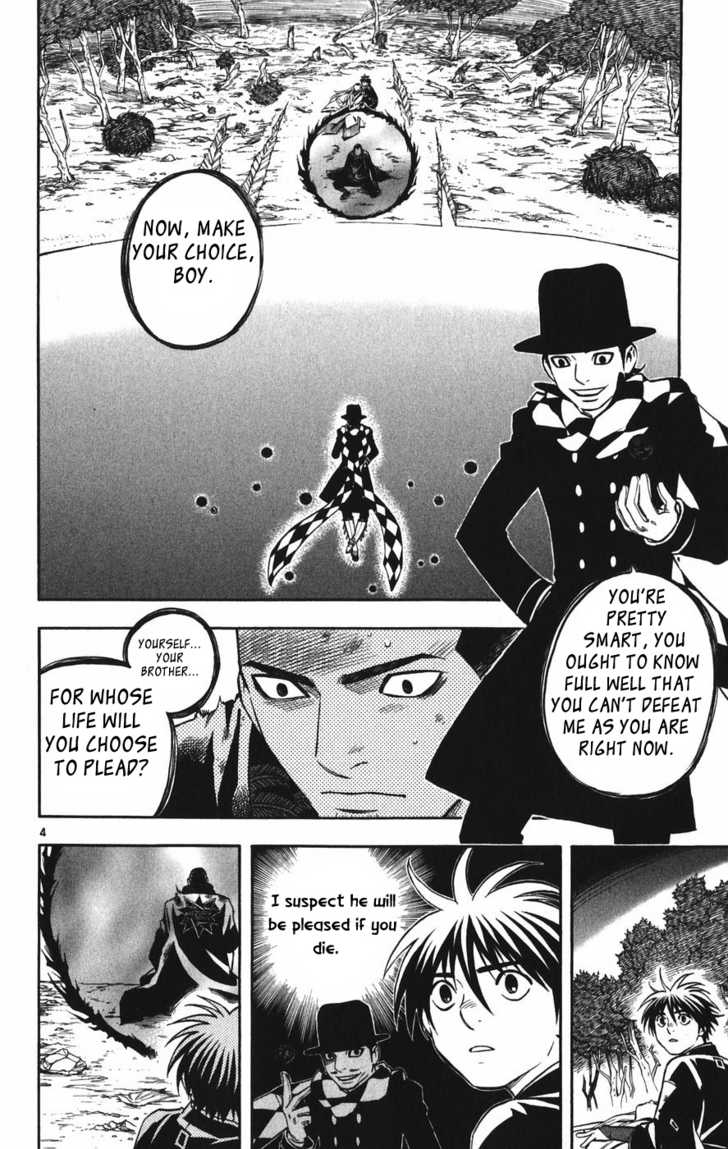 NOW, MAKE
YOUR CHOICE,
BOY.
YOU'RE
PRETTY
SMART, YOU
OUGHT TO KNOW
FULL WELL THAT
YOU CAN'T DEFEAT
ME AS YOU ARE
RIGHT NOW.
YOURSELF...
YOUR
BROTHER...
FOR WHOSE
LIFE WILL
YOU CHOOSE
TO PLEAD?
4
I suspect he will
be pleased if you
die.